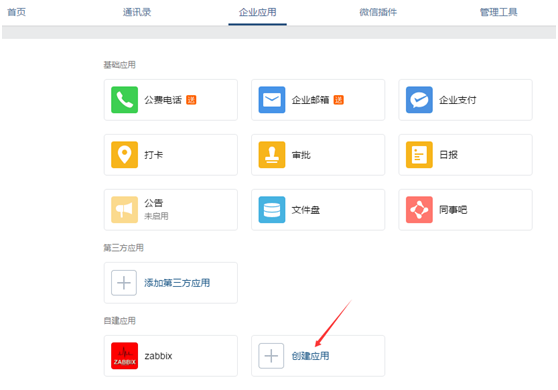 首页 通讯录 企业应用 微信插件 管理工具
基础应用
公费电话 送 企业邮箱 送 企业支付
打卡 审批 日报
公告 文件盘 同事吧
未启用
第三方应用
添加第三方应用
自建应用
ZABBIX zabbix 创建应用